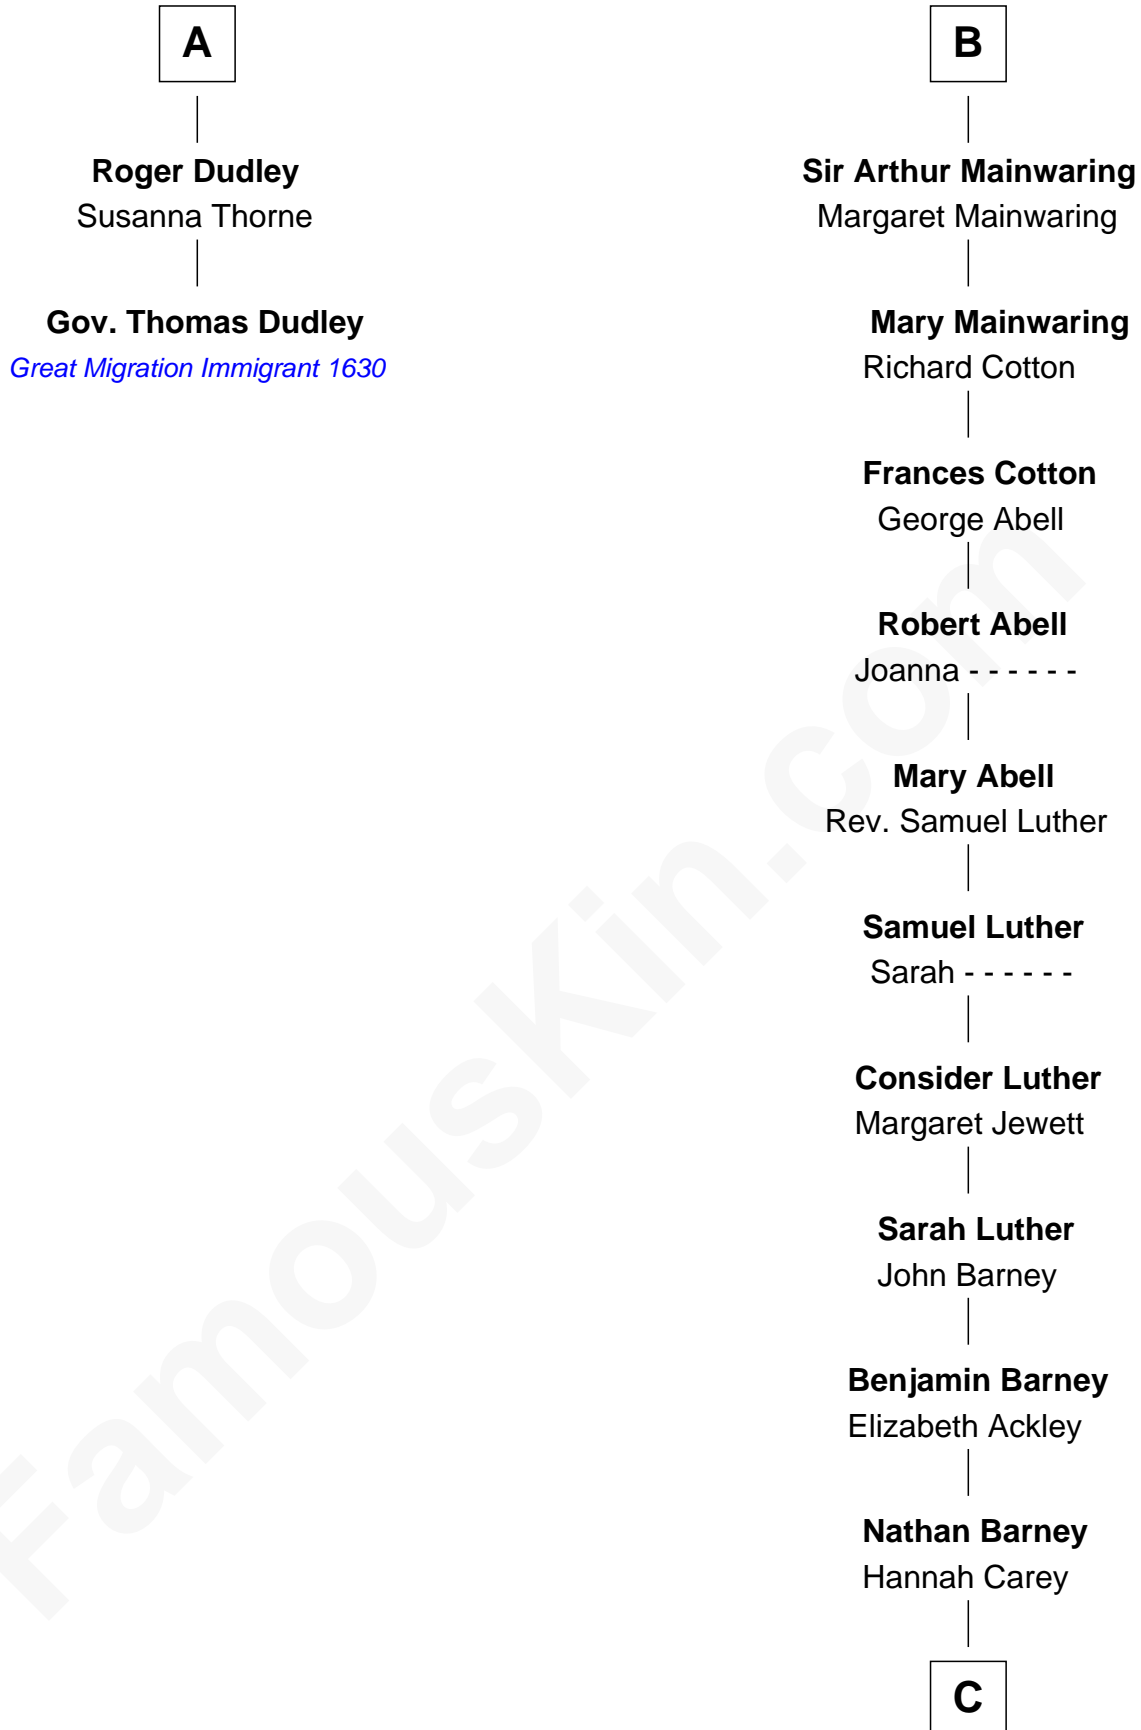 A
Roger Dudley
Susanna Thorne
Gov. Thomas Dudley
Great Migration Immigrant 1630
B
Sir Arthur Mainwaring
Margaret Mainwaring
Mary Mainwaring
Richard Cotton
Frances Cotton
George Abell
Robert Abell
Joanna - - - - - -
Mary Abell
Rev. Samuel Luther
Samuel Luther
Sarah - - - - - -
Consider Luther
Margaret Jewett
Sarah Luther
John Barney
Benjamin Barney
Elizabeth Ackley
Nathan Barney
Hannah Carey
C
FamousKin.com